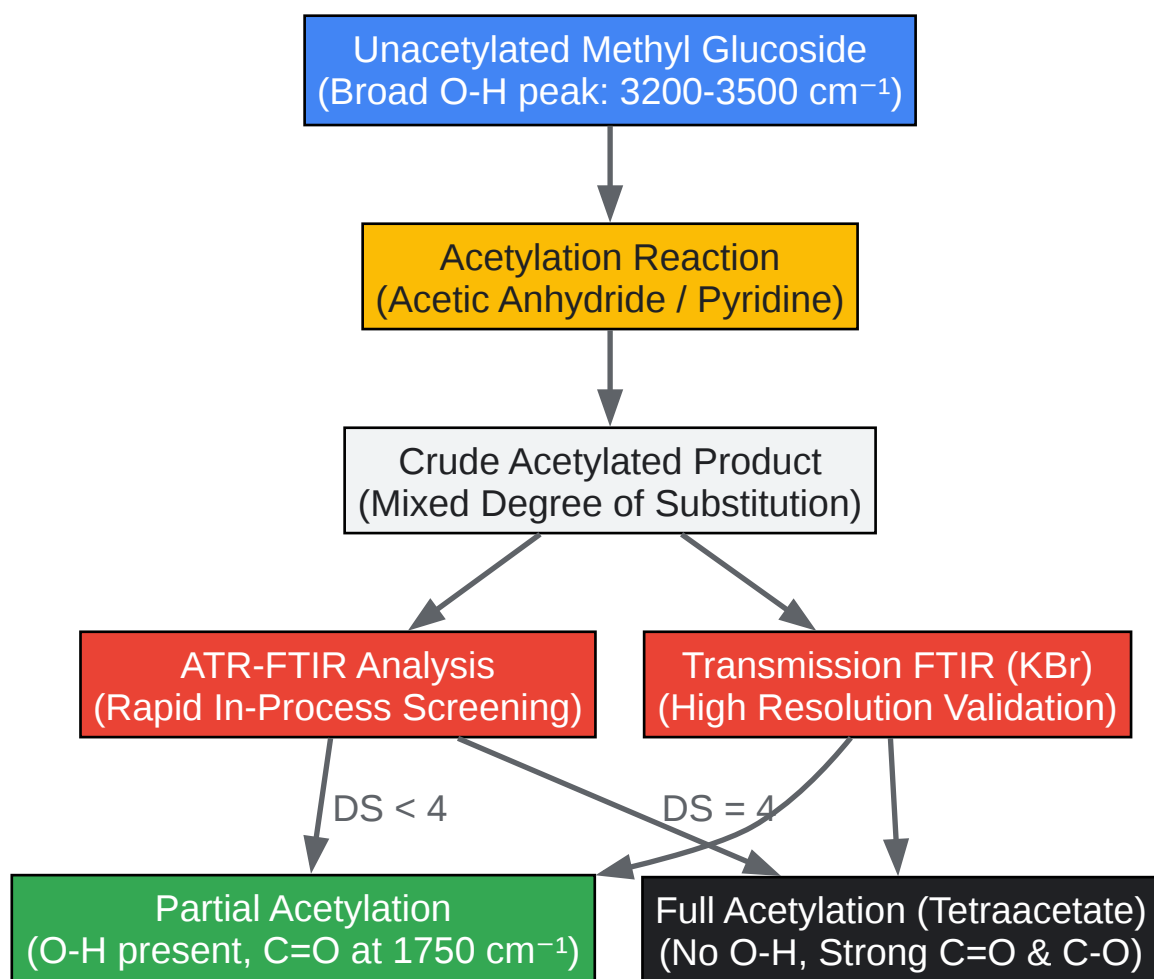 Unacetylated Methyl Glucoside
(Broad O-H peak: 3200-3500 cm⁻¹)
Acetylation Reaction
(Acetic Anhydride / Pyridine)
Crude Acetylated Product
(Mixed Degree of Substitution)
ATR-FTIR Analysis
(Rapid In-Process Screening)
Transmission FTIR (KBr)
(High Resolution Validation)
DS < 4
DS = 4
Partial Acetylation
(O-H present, C=O at 1750 cm⁻¹)
Full Acetylation (Tetraacetate)
(No O-H, Strong C=O & C-O)